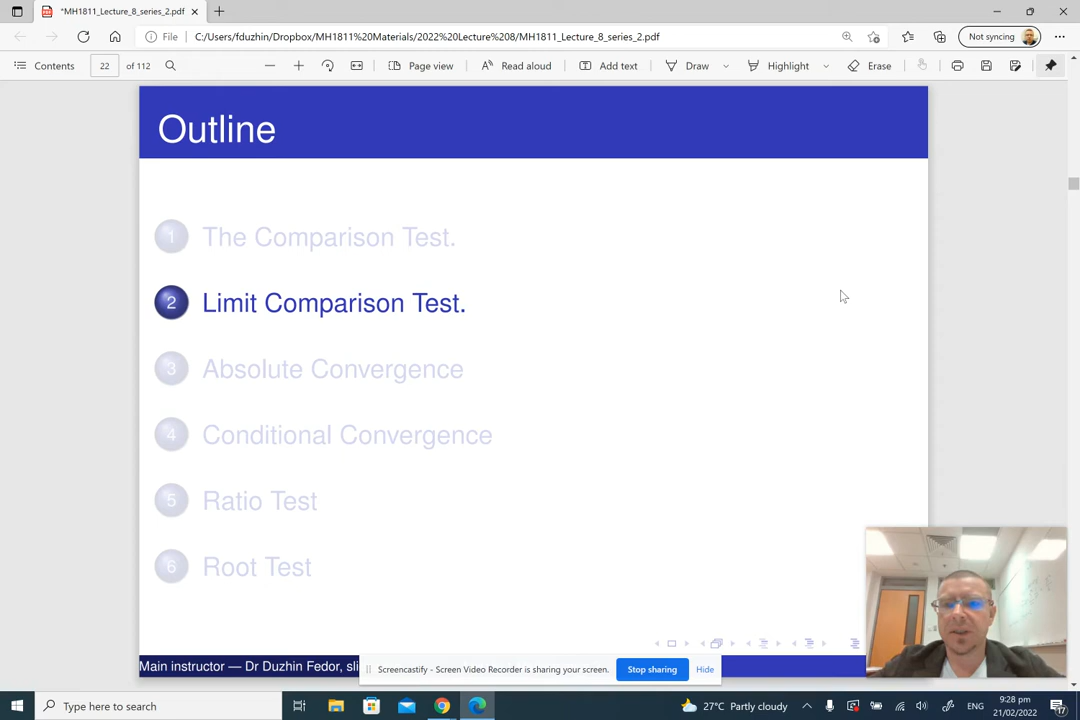 *MH1811_Lecture_8_series_2.pdf
File
C:/Users/fduzhin/Dropbox/MH1811%20Materials/2022%20Lecture%208/MH1811_Lecture_8_series_2.pdf
Not syncing
Contents
22
of 112
Page view
Read aloud
Add text
Draw
Highlight
Erase
Outline
1
The Comparison Test.
2
Limit Comparison Test.
3
Absolute Convergence
4
Conditional Convergence
5
Ratio Test
6
Root Test
Main instructor — Dr Duzhin Fedor, sli
Screencastify - Screen Video Recorder is sharing your screen.
Stop sharing
Hide
Type here to search
27°C Partly cloudy
ENG
9:28 pm
21/02/2022
17